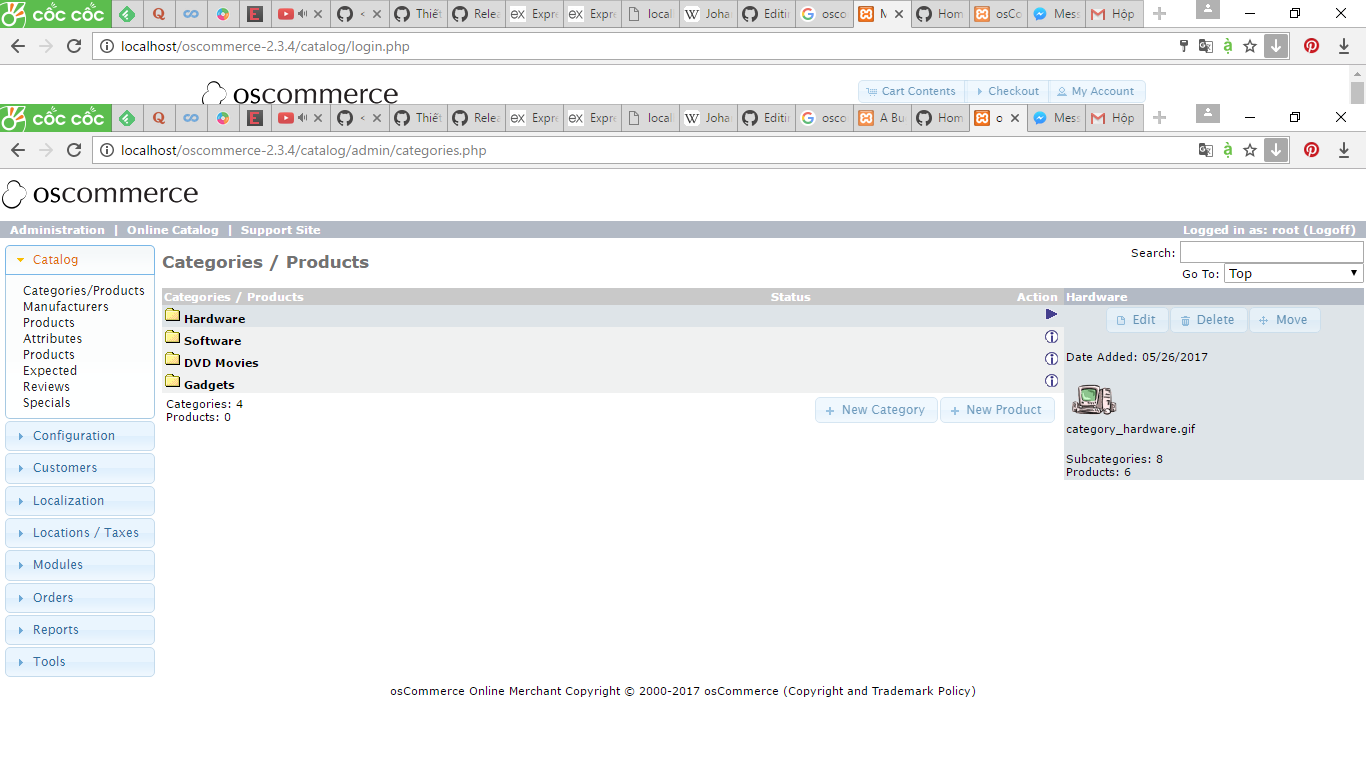 cốc cốc Q E < Thiết Relea ex Expre ex Expre local W Joha Editin G osco M Hom osCo Mess Hộp
localhost/oscommerce-2.3.4/catalog/login.php ạ
oscommerce Cart Contents Checkout My Account
cốc cốc Q E < Thiết Relea ex Expre ex Expre local W Joha Editin G osco A Bu Hom o Mess Hộp
localhost/oscommerce-2.3.4/catalog/admin/categories.php ạ
oscommerce
Administration | Online Catalog | Support Site Logged in as: root (Logoff)
Catalog
Categories/Products
Manufacturers
Products
Attributes
Products
Expected
Reviews
Specials
Configuration
Customers
Localization
Locations / Taxes
Modules
Orders
Reports
Tools
Categories / Products
Search:
Go To: Top
Categories / Products Status Action
Hardware
Software
DVD Movies
Gadgets
Categories: 4
Products: 0
New Category New Product
Hardware
Edit Delete Move
Date Added: 05/26/2017
category_hardware.gif
Subcategories: 8
Products: 6
osCommerce Online Merchant Copyright © 2000-2017 osCommerce (Copyright and Trademark Policy)